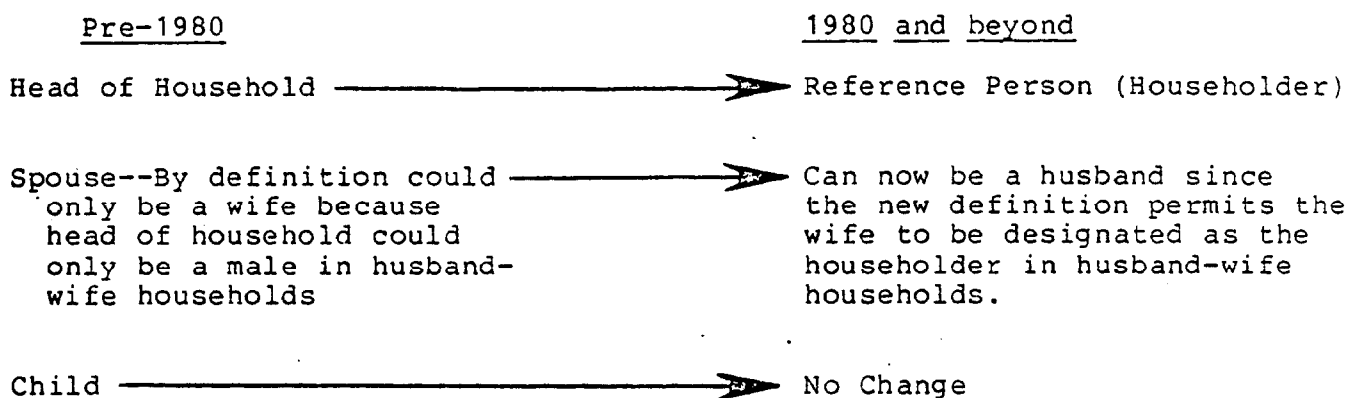 Pre-1980
1980 and beyond
Head of Household
Reference Person (Householder)
Spouse--By definition could
only be a wife because
head of household could
only be a male in husband-
wife households
Can now be a husband since
the new definition permits the
wife to be designated as the
householder in husband-wife
households.
Child
No Change